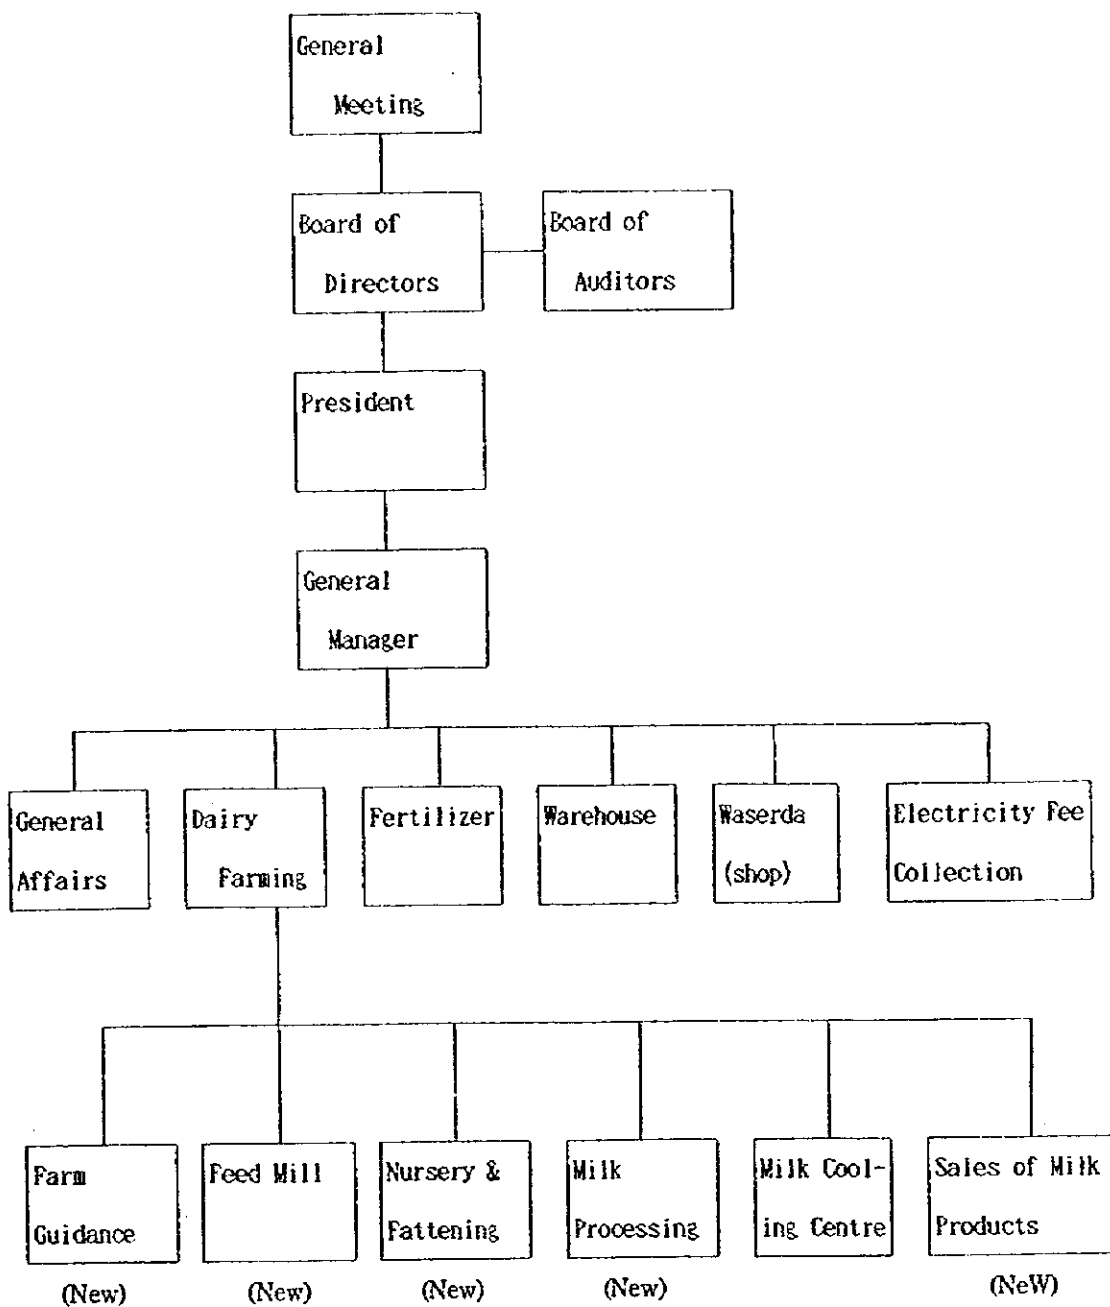 General
Meeting
Board of
Directors
Board of
Auditors
President
General
Manager
General
Affairs
Dairy
Farming
Fertilizer
Warehouse
Waserda
(shop)
Electricity Fee
Collection
Farm
Guidance
(New)
Feed Mill
(New)
Nursery &
Fattening
(New)
Milk
Processing
(New)
Milk Cool-
ing Centre
Sales of Milk
Products
(NeW)